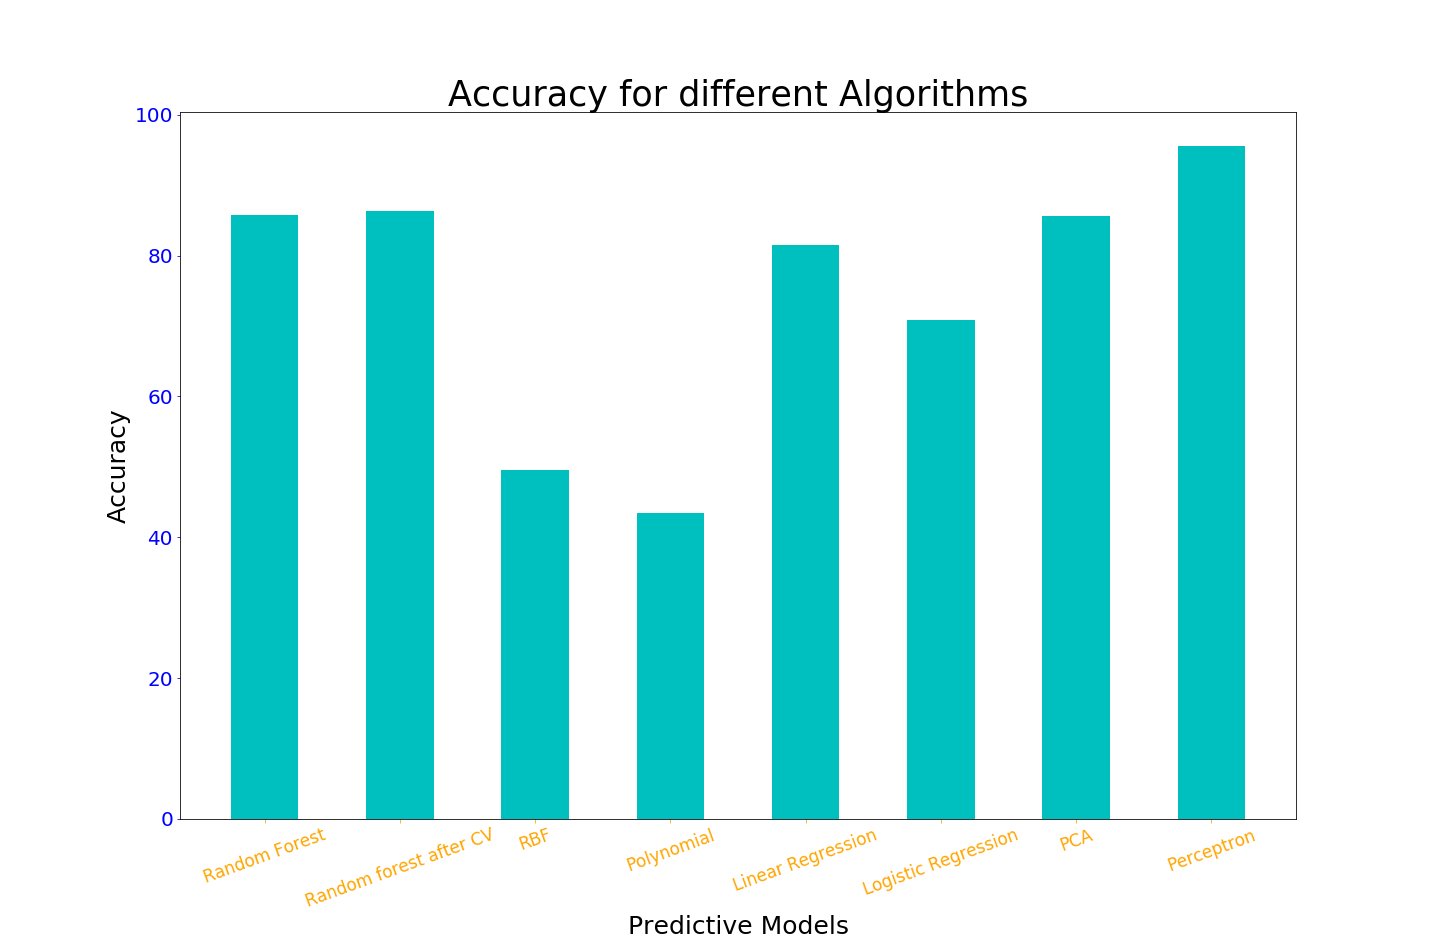 Accuracy for different Algorithms
100
80
60
40
20
0
Accuracy
Random Forest
Random forest after CV
RBF
Polynomial
Linear Regression
Logistic Regression
PCA
Perceptron
Predictive Models